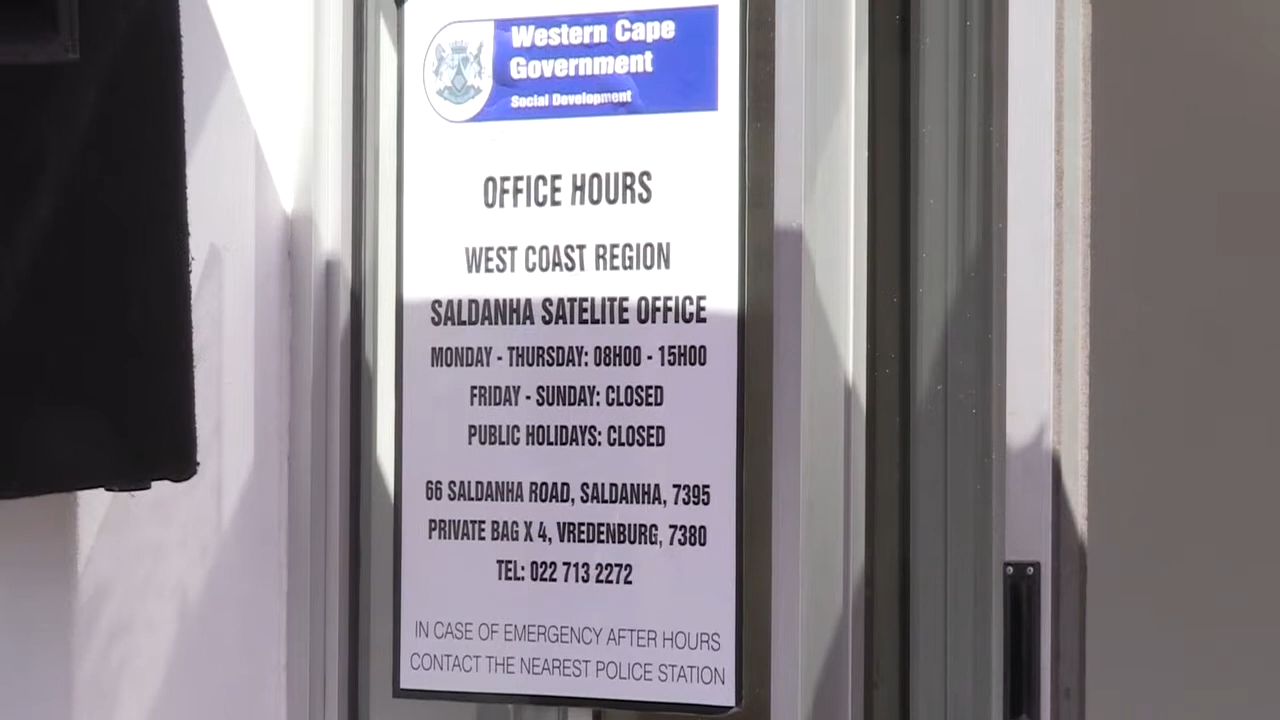 Western Cape
Government
Social Development
OFFICE HOURS
WEST COAST REGION
SALDANHA SATELITE OFFICE
MONDAY - THURSDAY: 08H00 - 15H00
FRIDAY - SUNDAY: CLOSED
PUBLIC HOLIDAYS: CLOSED
66 SALDANHA ROAD, SALDANHA, 7395
PRIVATE BAG X 4, VREDENBURG, 7380
TEL: 022 713 2272
IN CASE OF EMERGENCY AFTER HOURS
CONTACT THE NEAREST POLICE STATION